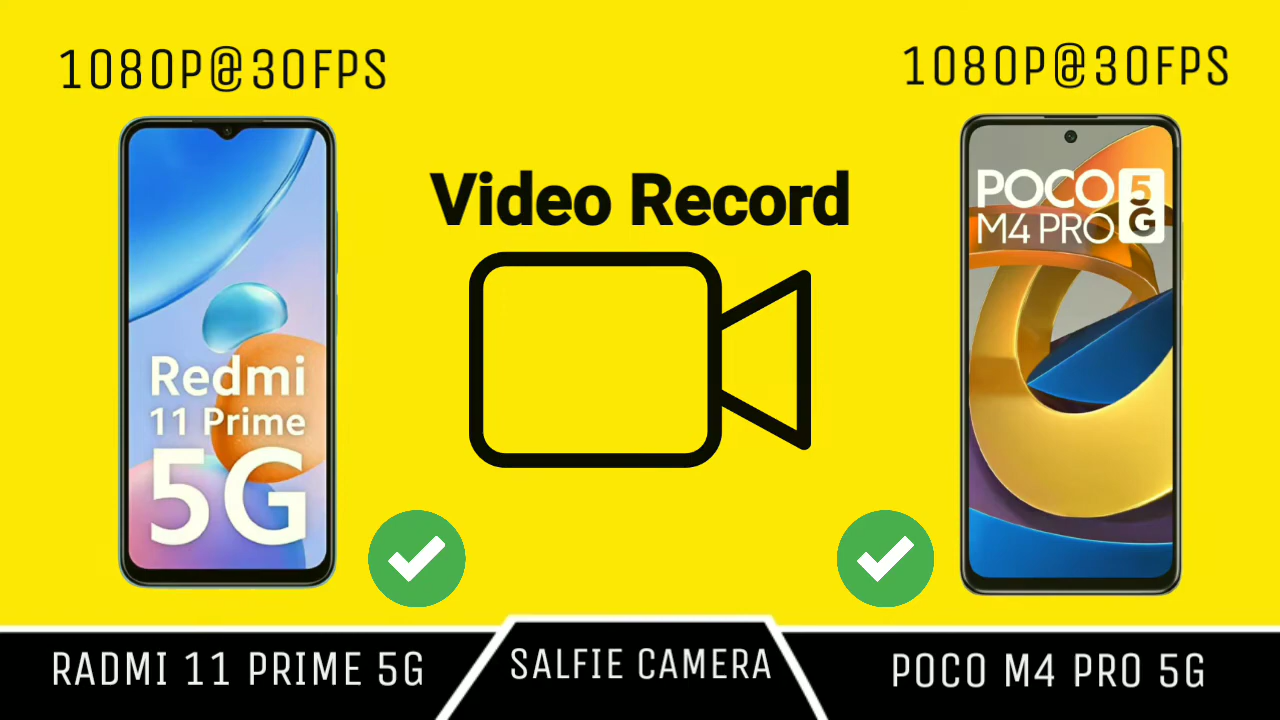 1080P@30FPS
1080P@30FPS
Video Record
POCO 5G
M4 PRO
Redmi
11 Prime
5G
RADMI 11 PRIME 5G
SALFIE CAMERA
POCO M4 PRO 5G